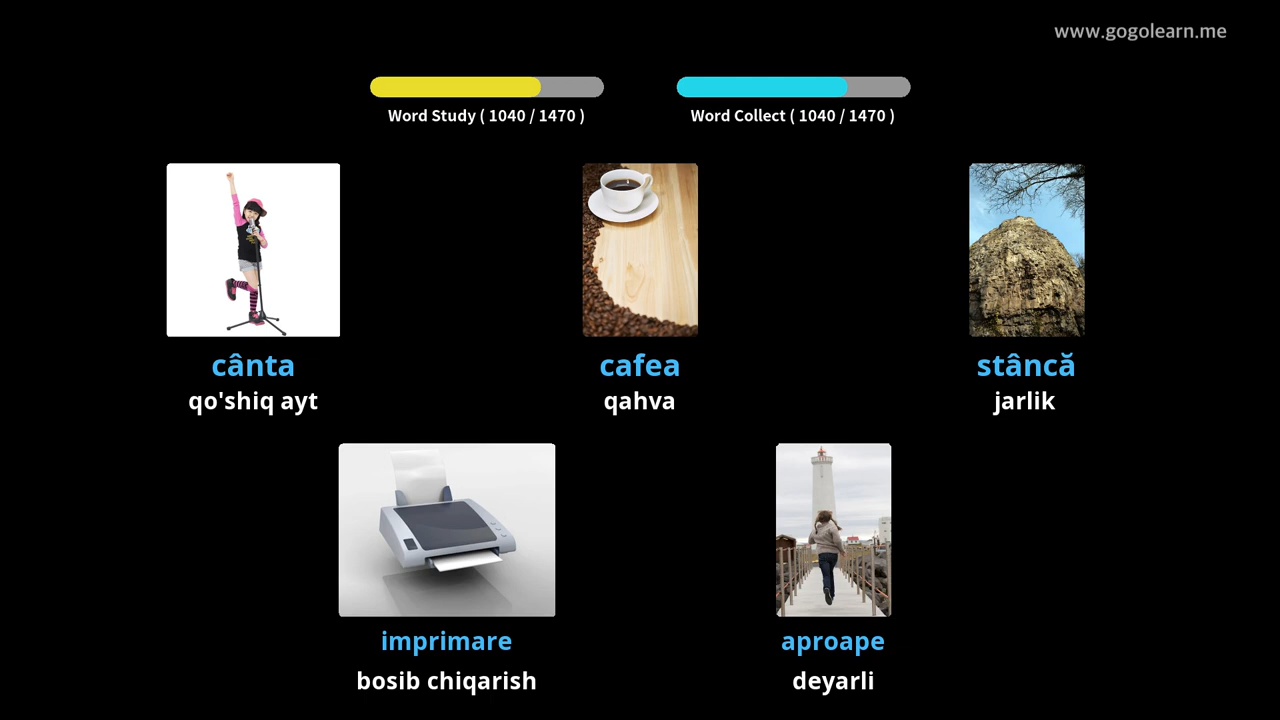 www.gogolearn.me
Word Study ( 1040 / 1470 )
Word Collect ( 1040 / 1470 )
cânta
qo'shiq ayt
cafea
qahva
stâncă
jarlik
imprimare
bosib chiqarish
aproape
deyarli